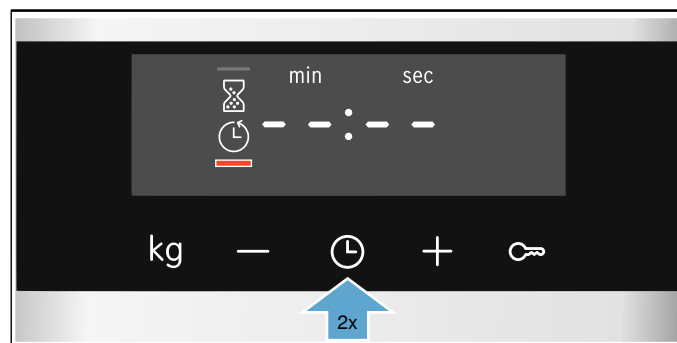 min sec
-- -- : -- --
kg
2x